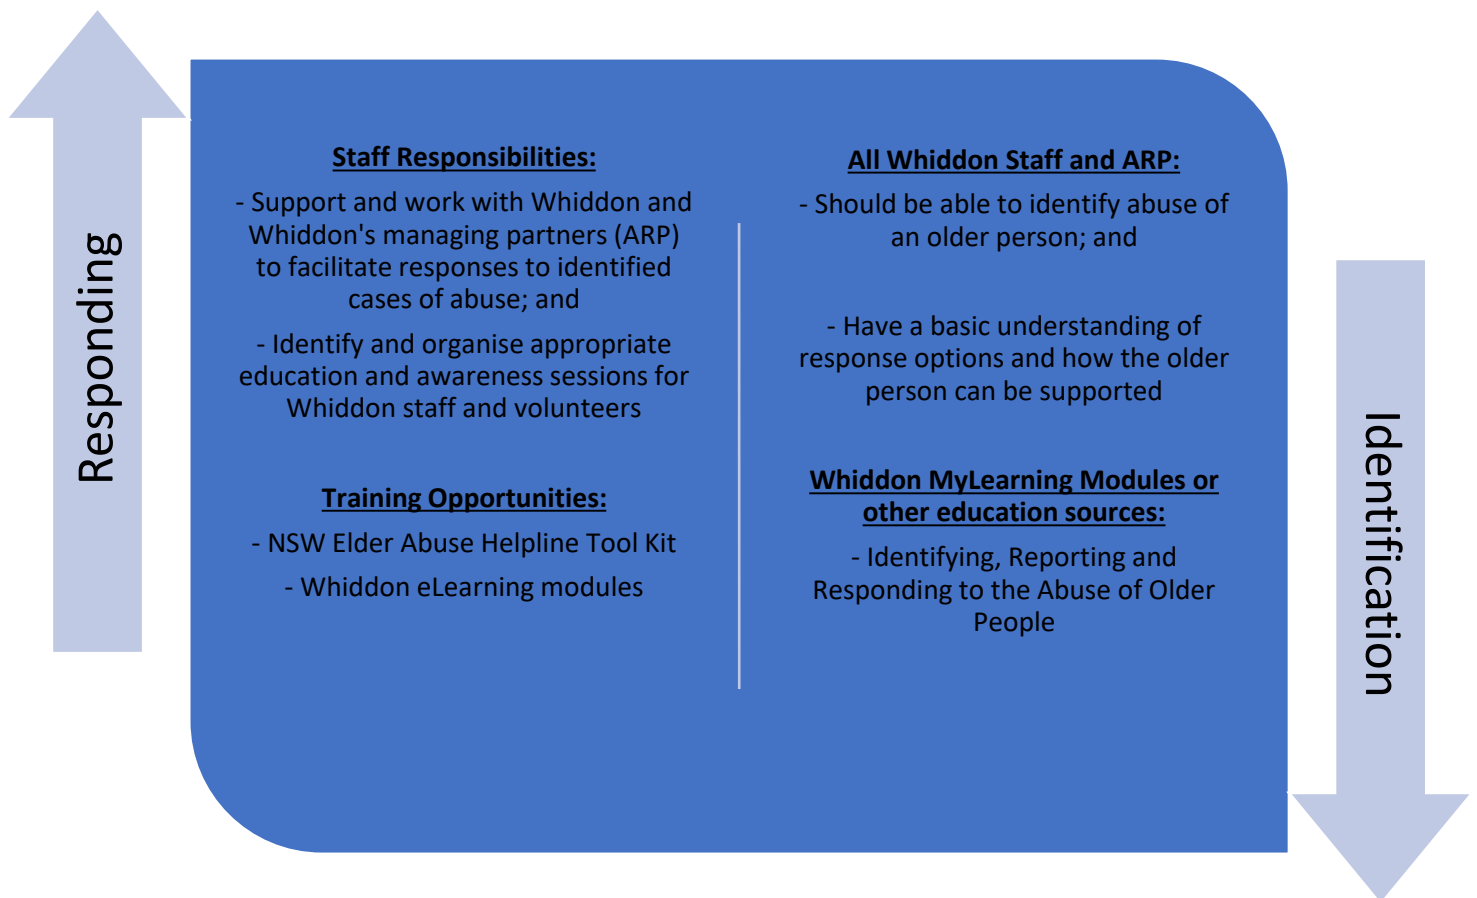 Responding
Staff Responsibilities:
- Support and work with Whiddon and
Whiddon's managing partners (ARP)
to facilitate responses to identified
cases of abuse; and
- Identify and organise appropriate
education and awareness sessions for
Whiddon staff and volunteers
Training Opportunities:
- NSW Elder Abuse Helpline Tool Kit
- Whiddon eLearning modules
All Whiddon Staff and ARP:
- Should be able to identify abuse of
an older person; and
- Have a basic understanding of
response options and how the older
person can be supported
Whiddon MyLearning Modules or
other education sources:
- Identifying, Reporting and
Responding to the Abuse of Older
People
Identification